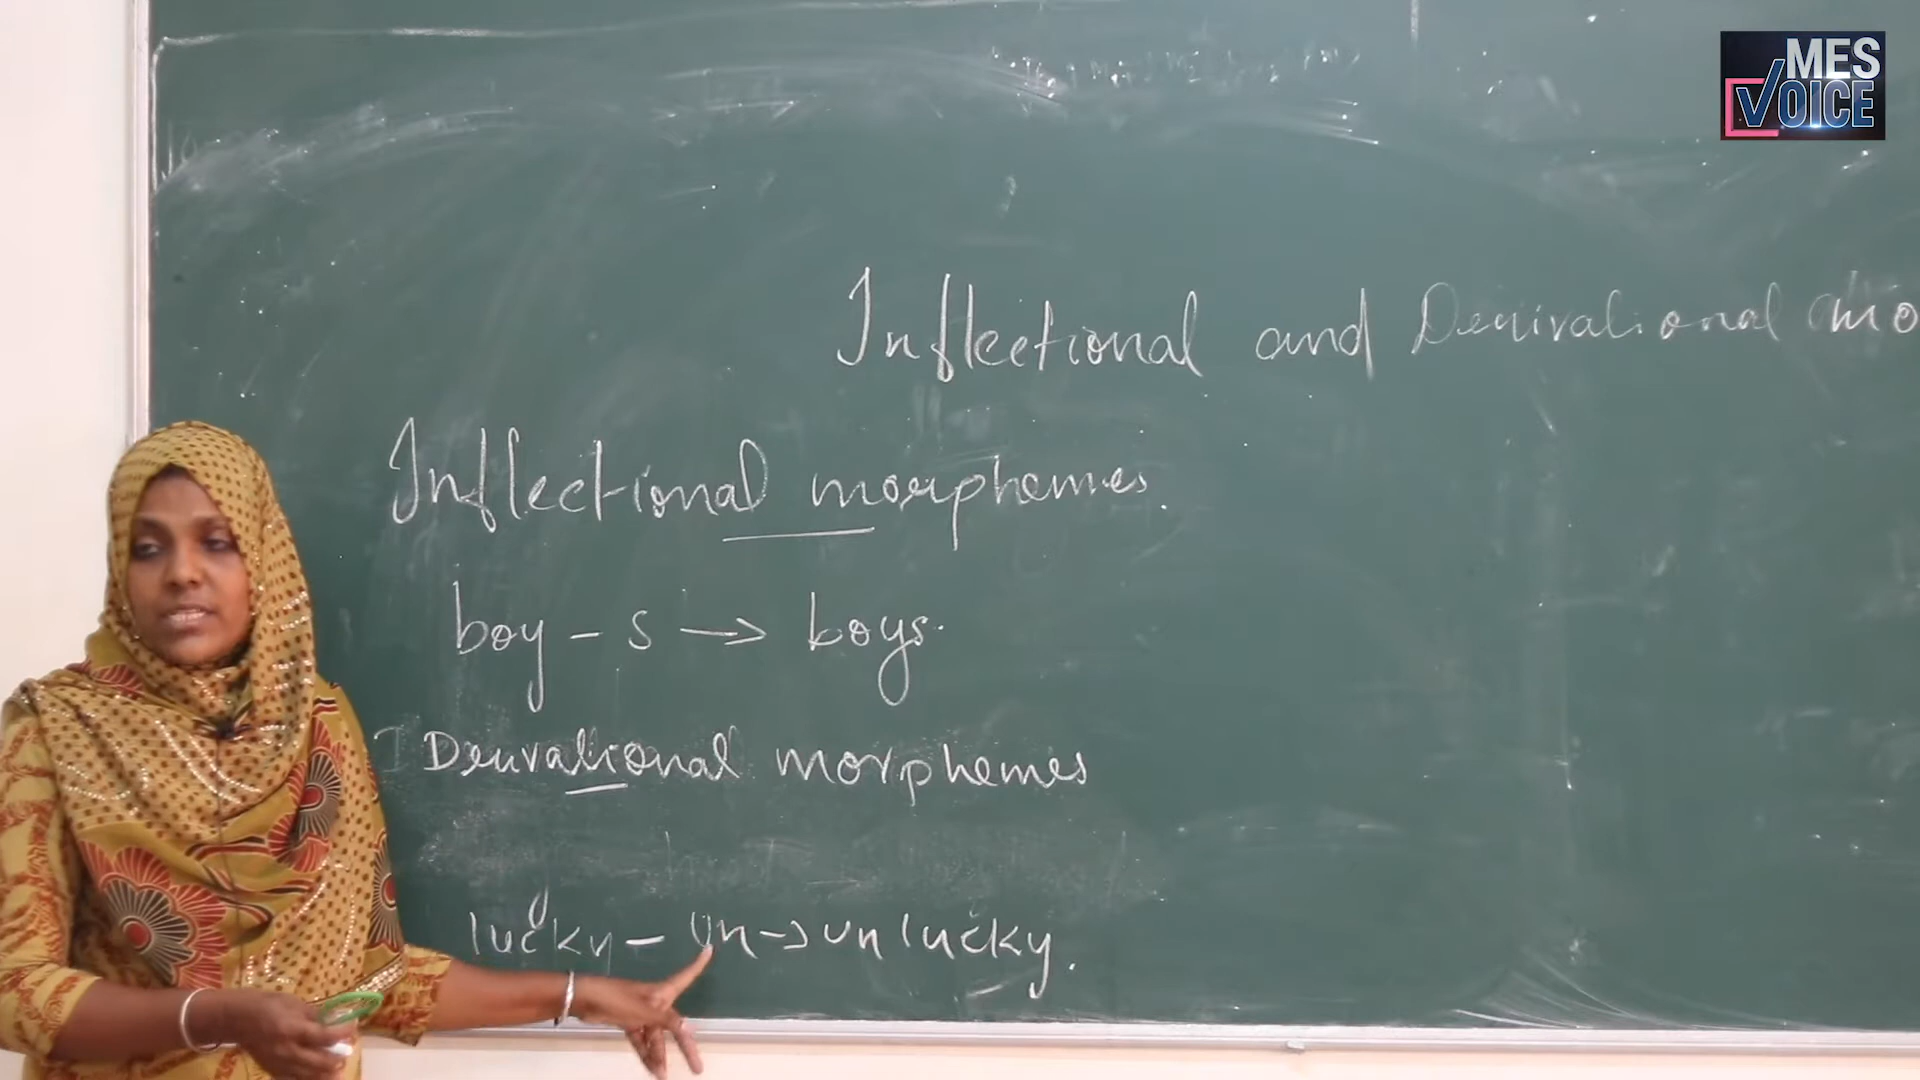 MES
VOICE
Inflectional and Derivational mo
Inflectional morphemes.
boy - s → boys.
Derivational morphemes
lucky - un → unlucky.